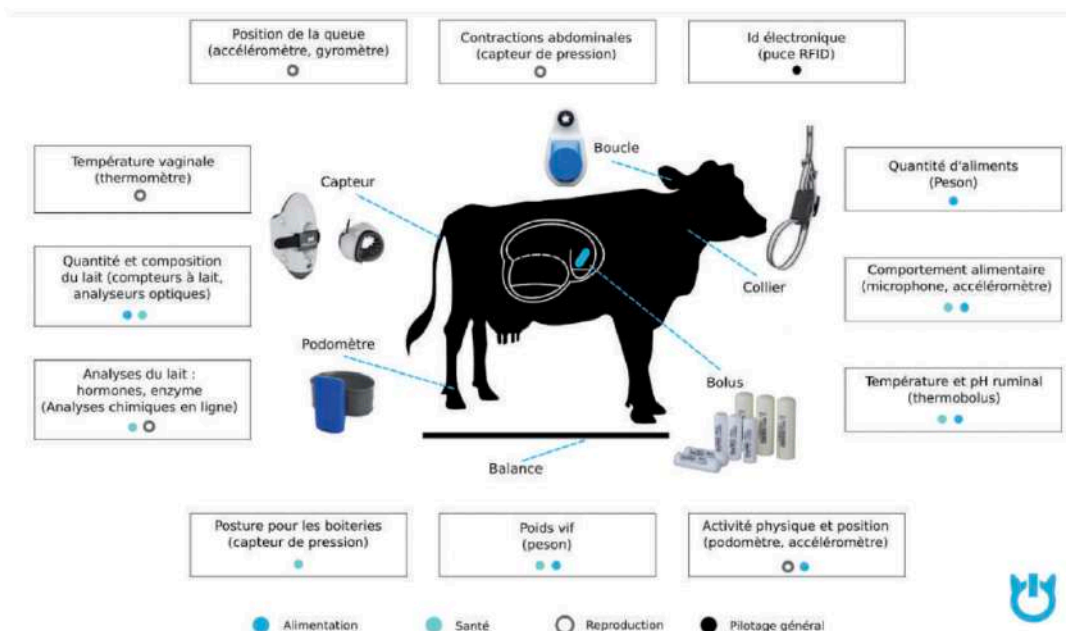 Position de la queue
(accéléromètre, gyromètre)
Contractions abdominales
(capteur de pression)
Id électronique
(puce RFID)
Température vaginale
(thermomètre)
Capteur
Boucle
Quantité d'aliments
(Peson)
Quantité et composition
du lait (compteurs à lait,
analyseurs optiques)
Collier
Comportement alimentaire
(microphone, accéléromètre)
Analyses du lait :
hormones, enzyme
(Analyses chimiques en ligne)
Podomètre
Bolus
Température et pH ruminal
(thermobolus)
Balance
Posture pour les boiteries
(capteur de pression)
Poids vif
(peson)
Activité physique et position
(podomètre, accéléromètre)
Alimentation
Santé
Reproduction
Pilotage général